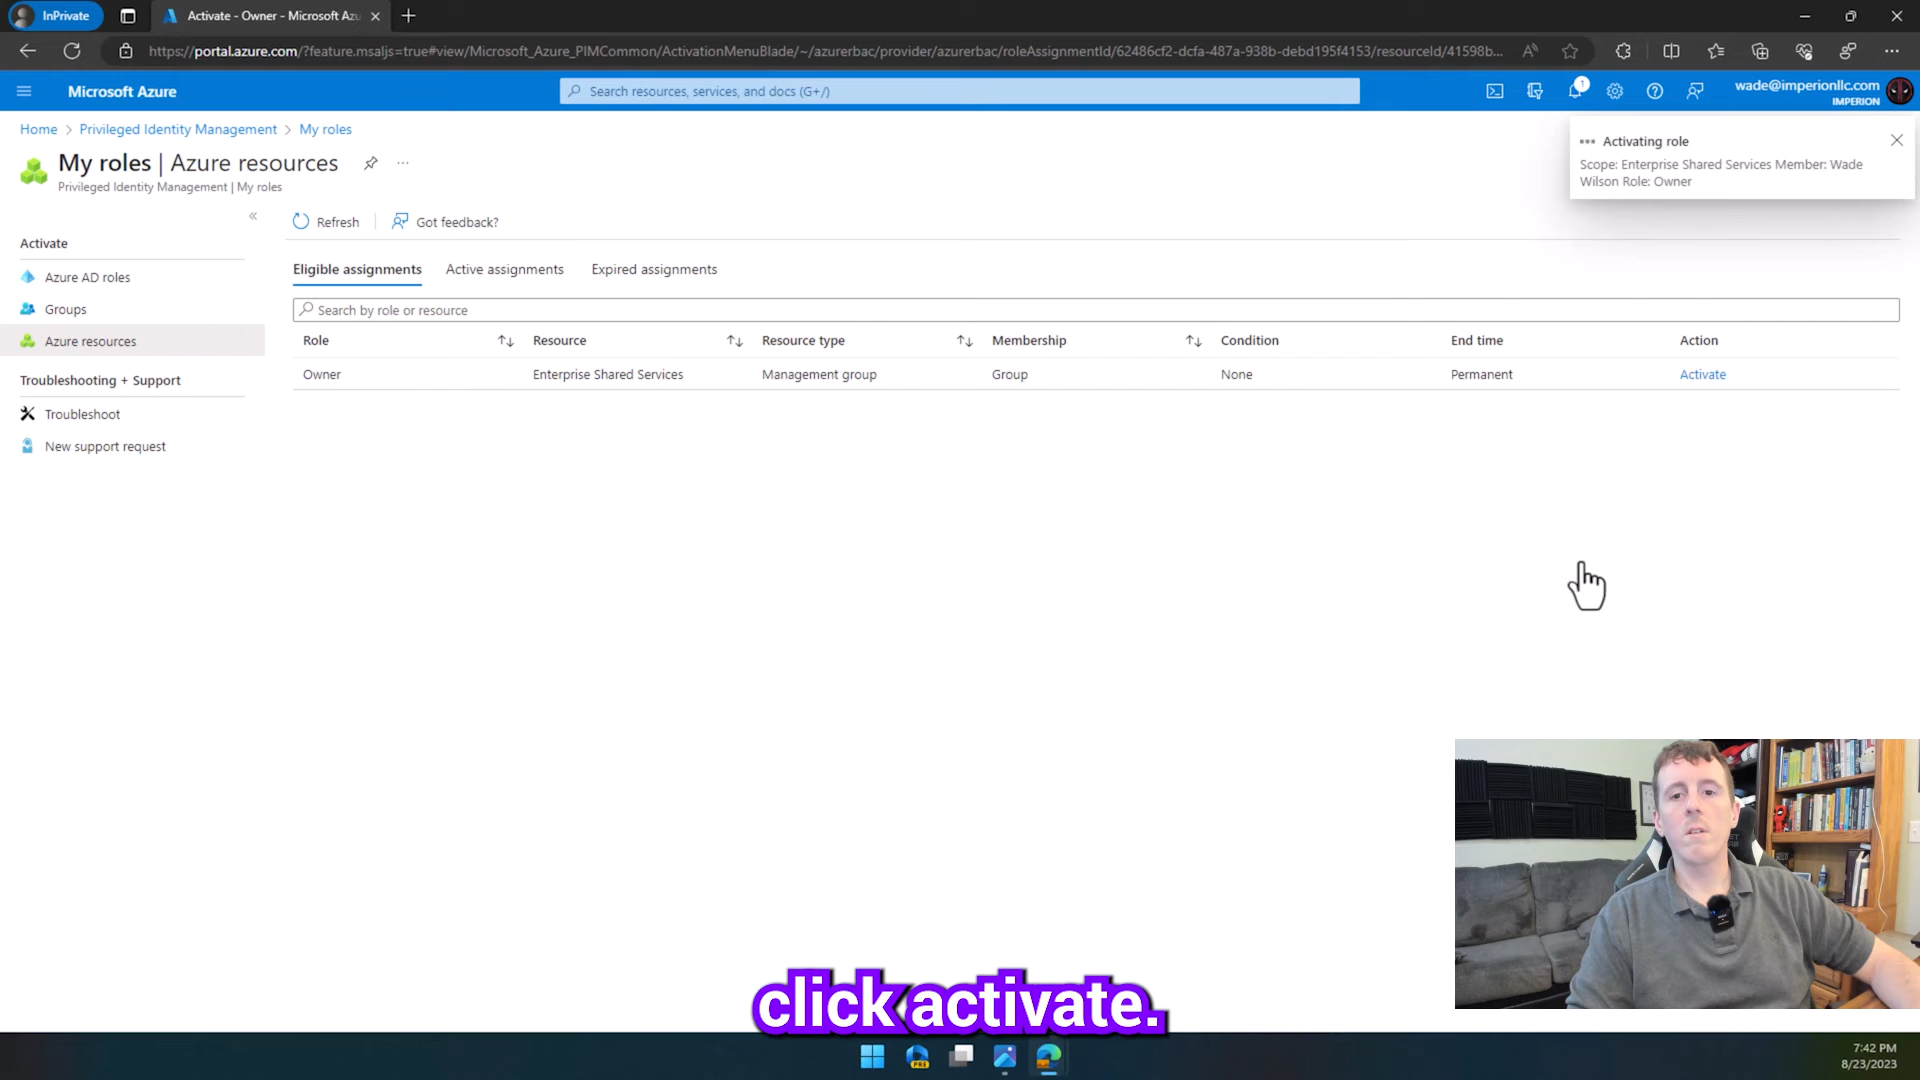 InPrivate
Activate - Owner - Microsoft Azu
https://portal.azure.com/?feature.msaljs=true#view/Microsoft_Azure_PIMCommon/ActivationMenuBlade/~/azurerbac/provider/azurerbac/roleAssignmentId/62486cf2-dcfa-487a-938b-debd195f4153/resourceId/41598b...
Microsoft Azure
Search resources, services, and docs (G+/)
1
wade@imperionllc.com
IMPERION
Home > Privileged Identity Management > My roles
My roles | Azure resources
Privileged Identity Management | My roles
Activating role
Scope: Enterprise Shared Services Member: Wade
Wilson Role: Owner
Refresh
Got feedback?
Activate
Azure AD roles
Groups
Azure resources
Troubleshooting + Support
Troubleshoot
New support request
Eligible assignments Active assignments Expired assignments
Search by role or resource
Role Resource Resource type Membership Condition End time Action
Owner Enterprise Shared Services Management group Group None Permanent Activate
click activate.
PRE
7:42 PM
8/23/2023